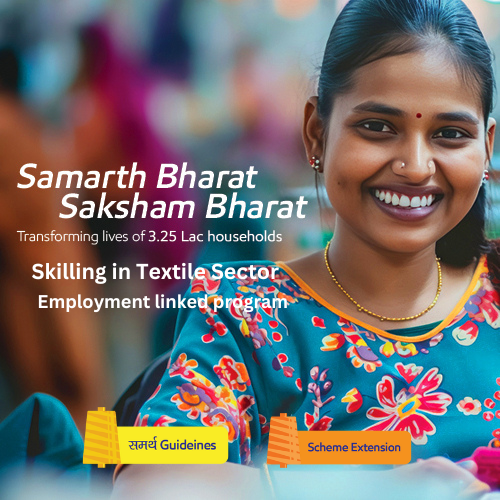 Samarth Bharat
Saksham Bharat
Transforming lives of 3.25 Lac households
Skilling in Textile Sector
Employment linked program
समर्थ Guideines
Scheme Extension